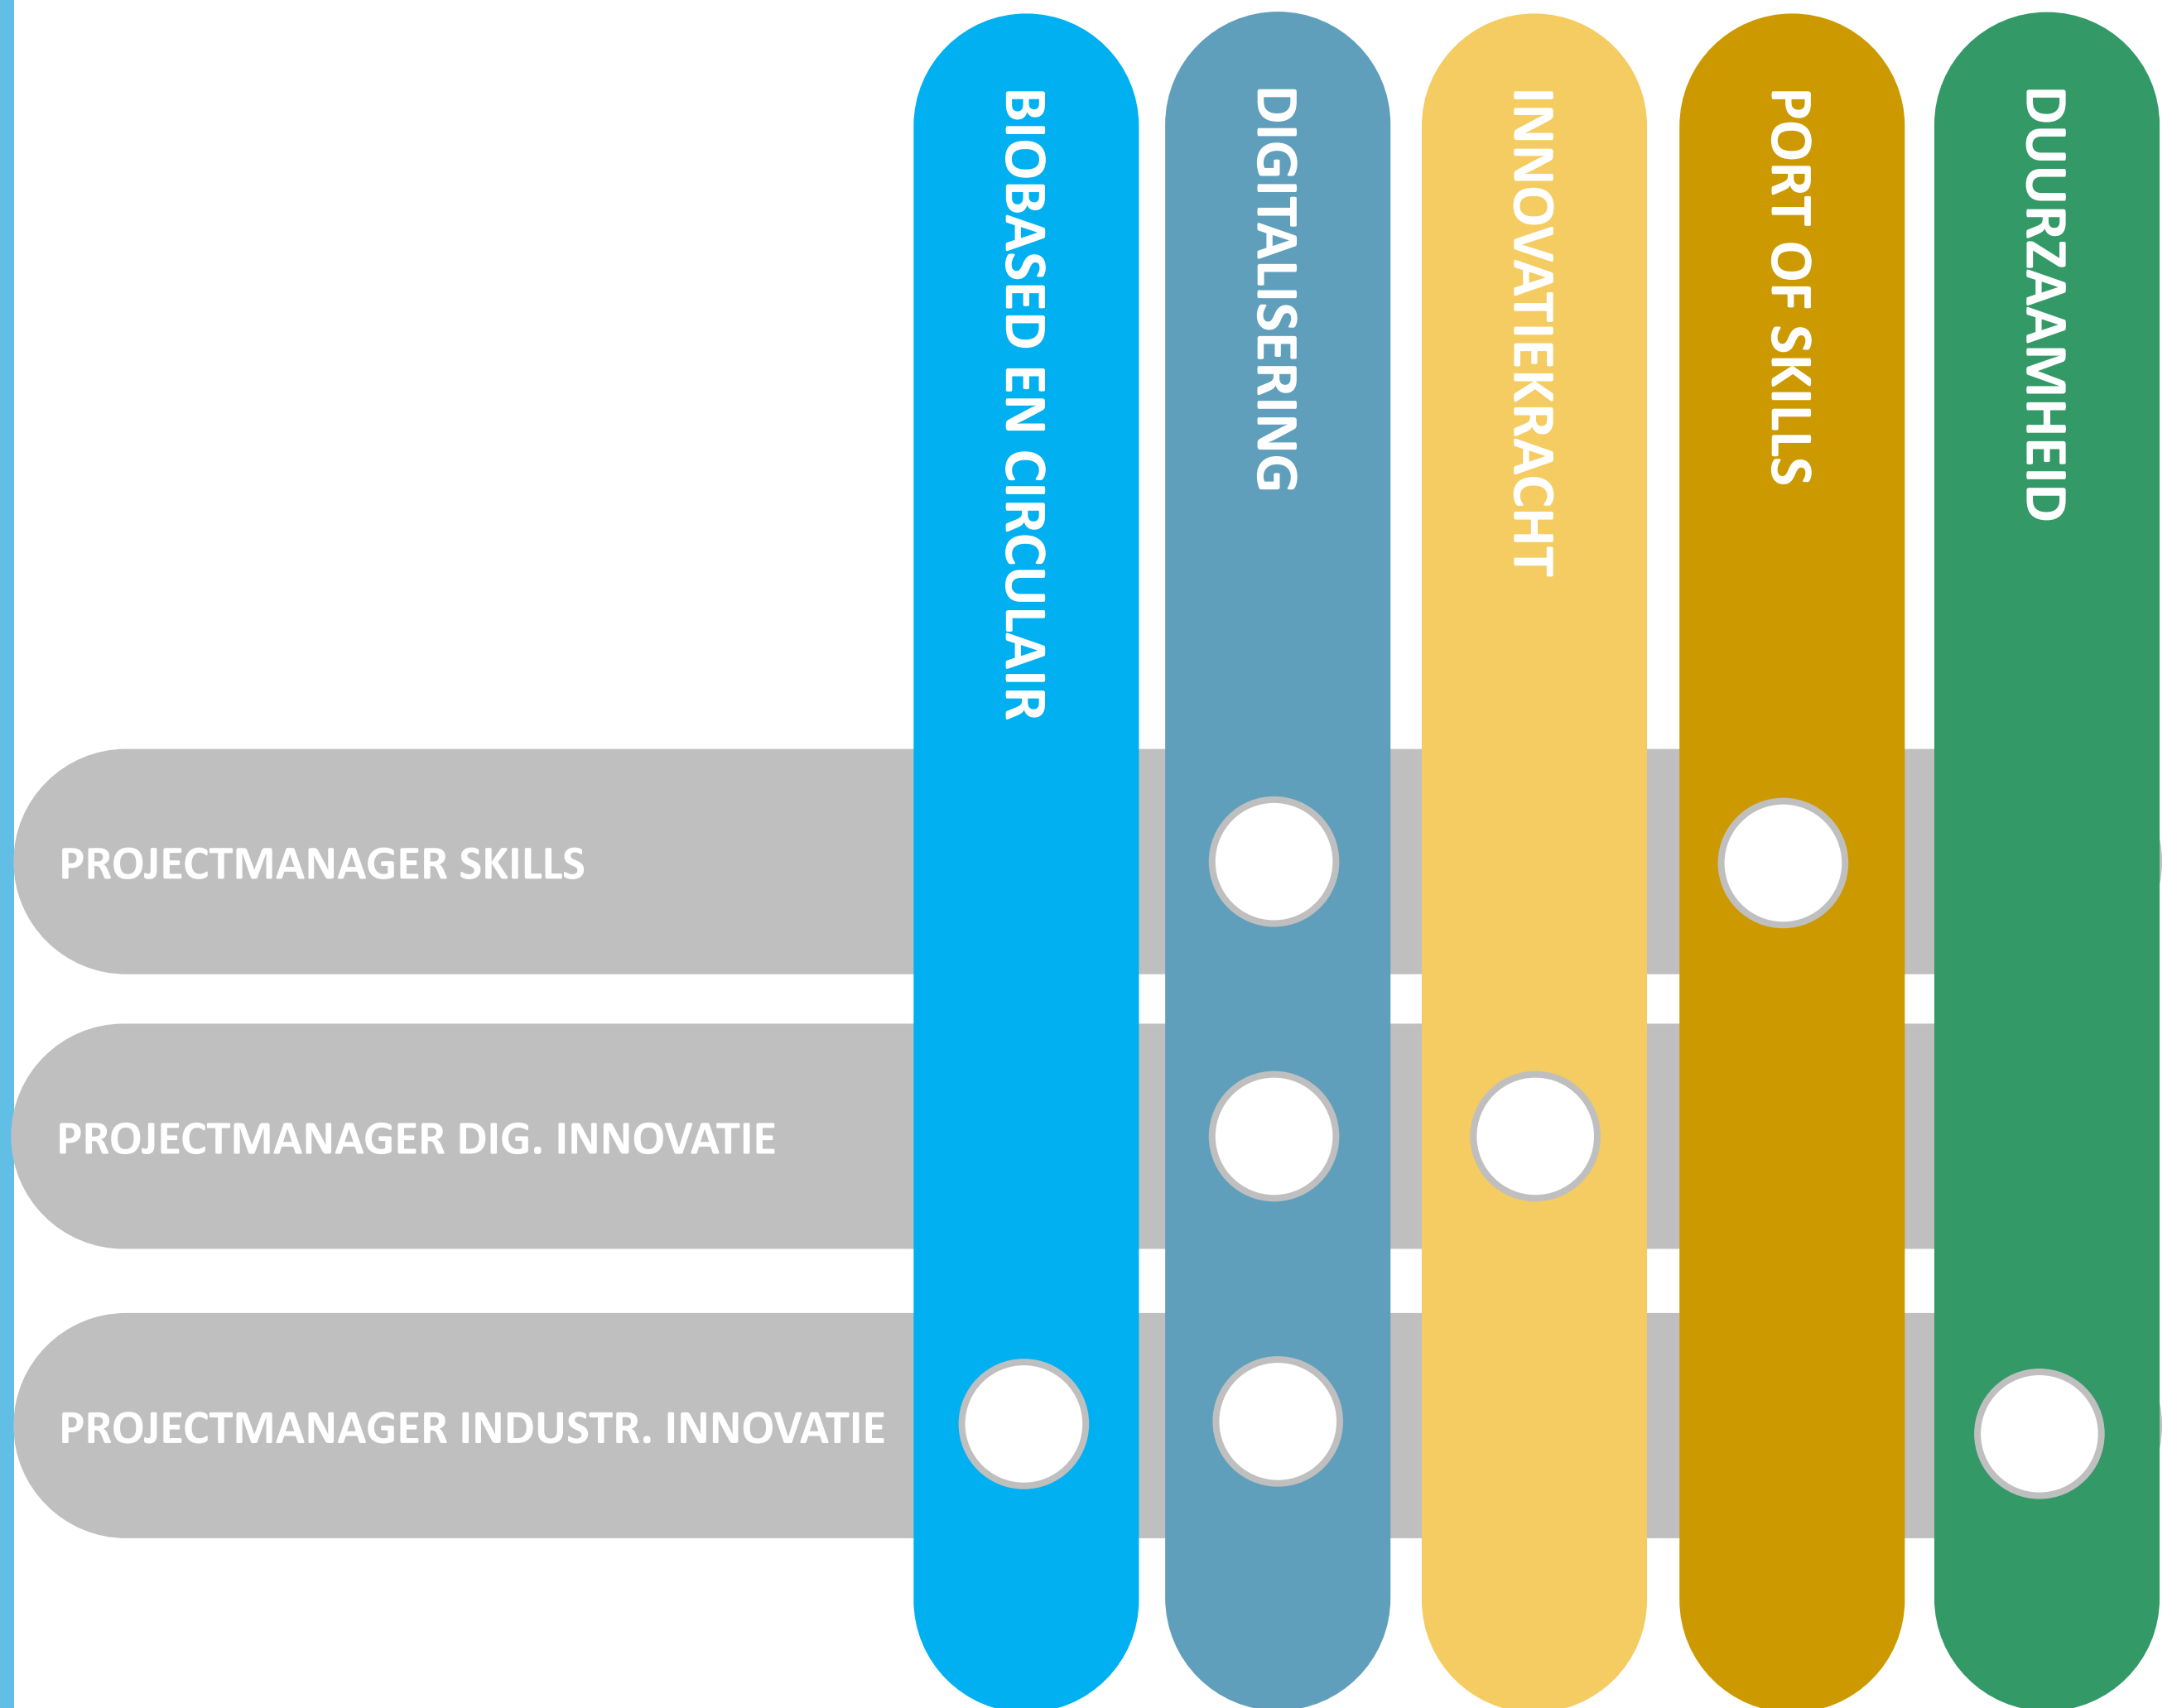 BIOBASED EN CIRCULAIR
DIGITALISERING
INNOVATIEKRACHT
PORT OF SKILLS
DUURZAAMHEID
PROJECTMANAGER SKILLS
PROJECTMANAGER DIG. INNOVATIE
PROJECTMANAGER INDUSTR. INNOVATIE